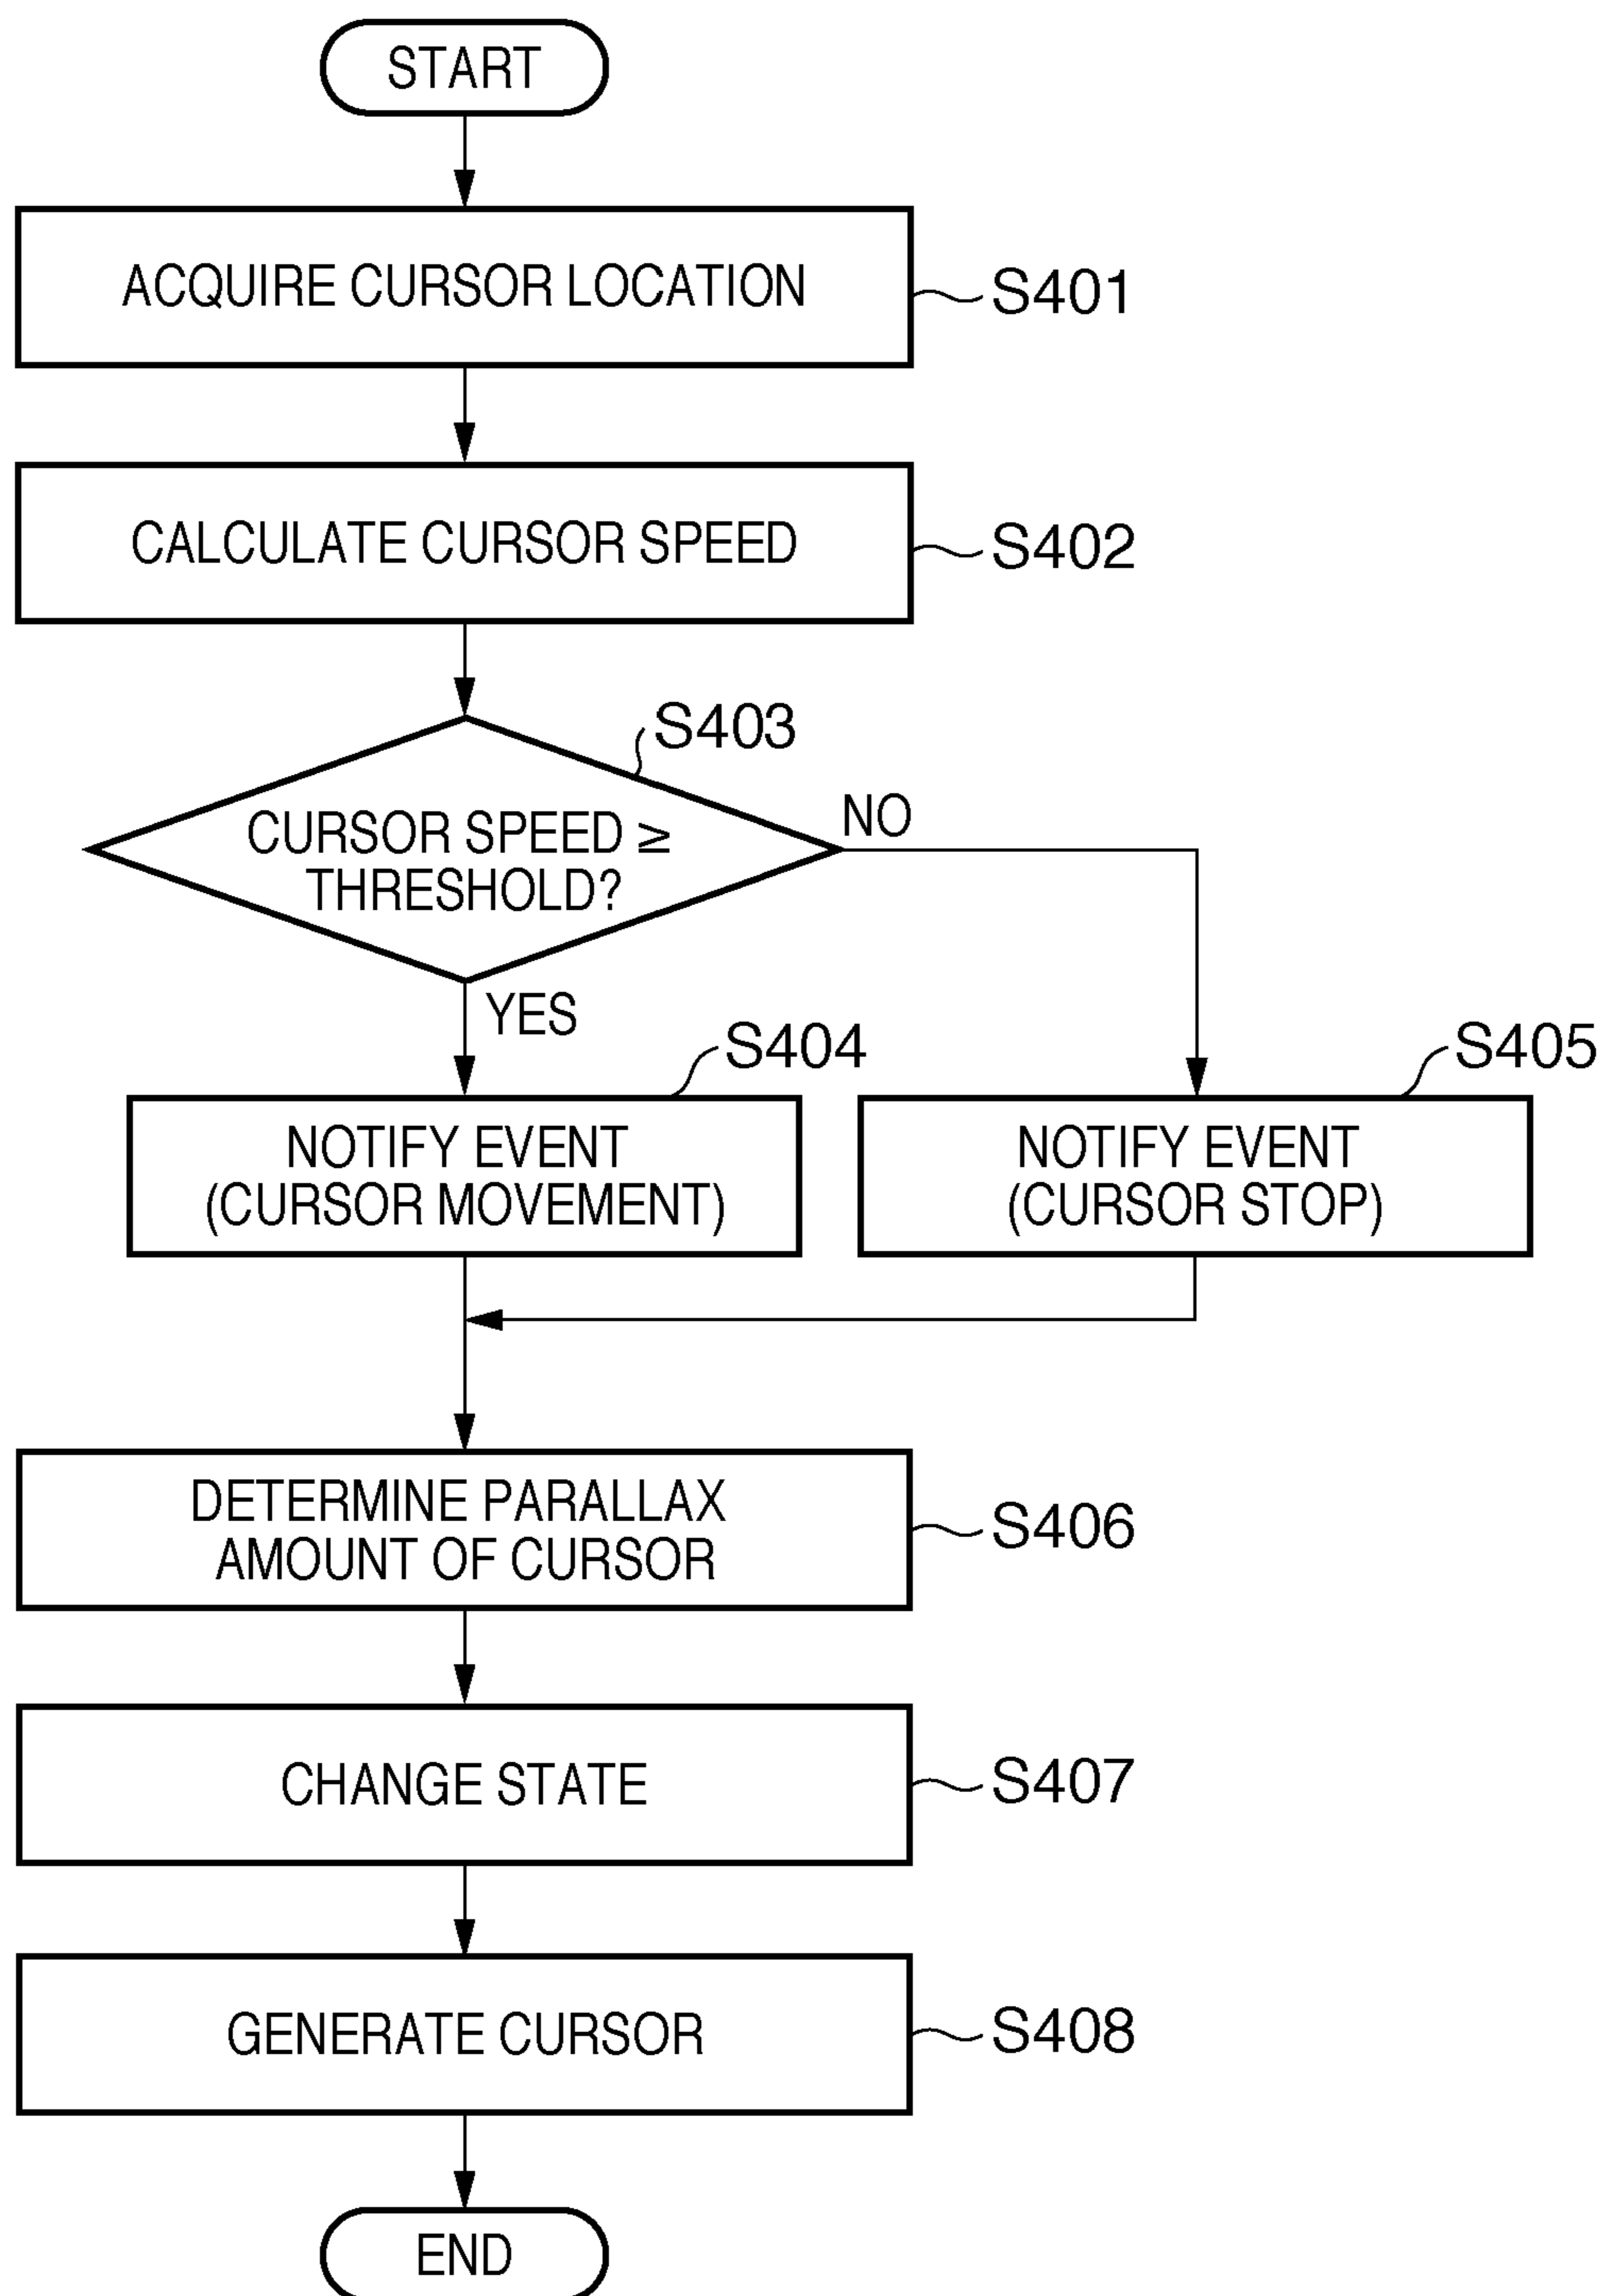 START
ACQUIRE CURSOR LOCATION
S401
CALCULATE CURSOR SPEED
S402
S403
CURSOR SPEED ≥
THRESHOLD?
NO
YES
S404
NOTIFY EVENT
(CURSOR MOVEMENT)
S405
NOTIFY EVENT
(CURSOR STOP)
DETERMINE PARALLAX
AMOUNT OF CURSOR
S406
CHANGE STATE
S407
GENERATE CURSOR
S408
END